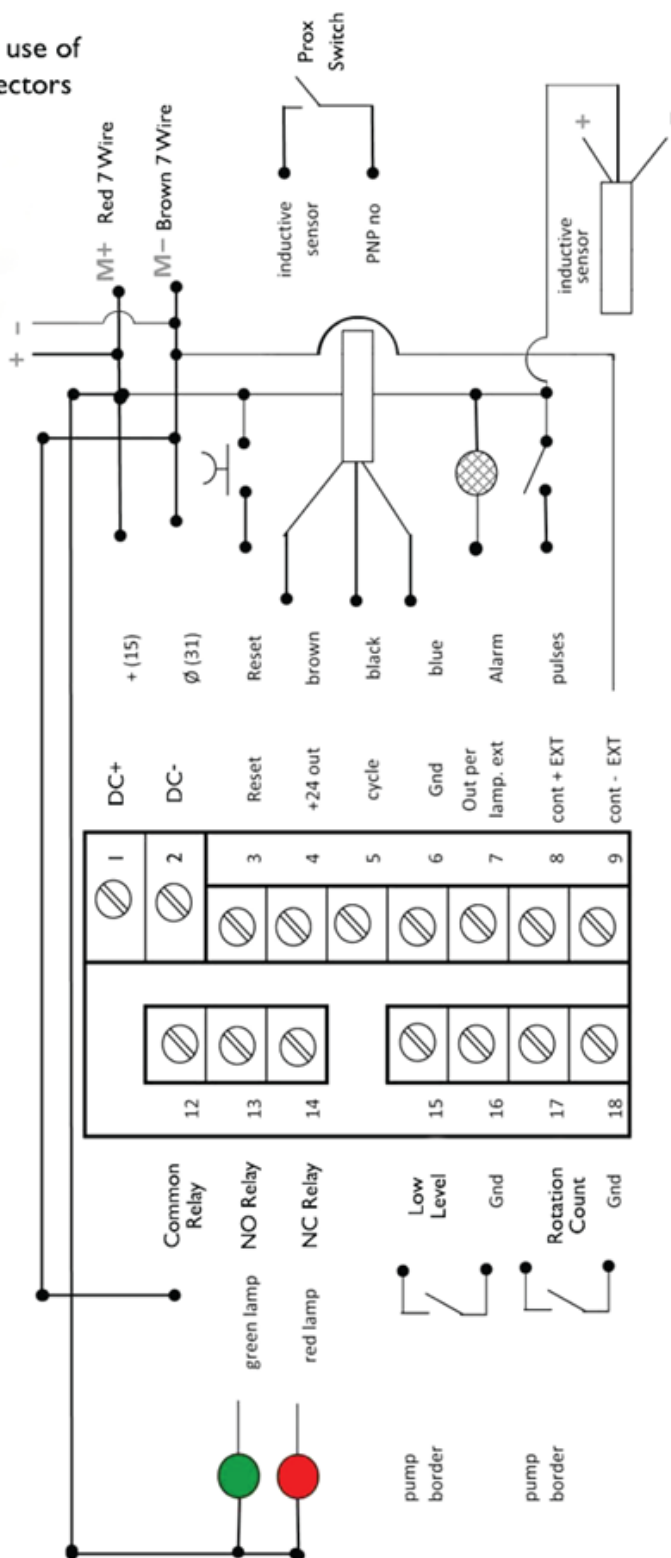 use of
ectors
+ -
M+ Red 7 Wire
M- Brown 7 Wire
Prox
Switch
inductive
sensor
PNP no
inductive
sensor
+
+ (15)
Ø (31)
Reset
brown
black
blue
Alarm
pulses
DC+
DC-
Reset
+24 out
cycle
Gnd
Out per
lamp. ext
cont + EXT
cont - EXT
1
2
3
4
5
6
7
8
9
12
13
14
15
16
17
18
Common
Relay
NO Relay
NC Relay
Low
Level
Gnd
Rotation
Count
Gnd
green lamp
red lamp
pump
border
pump
border